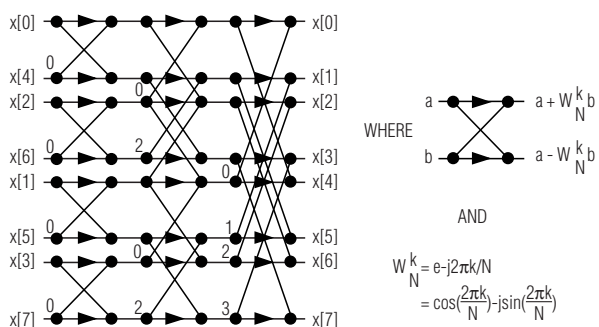 x[0] x[0]
0
x[4] 0 x[1]
x[2] x[2]
a a + W k N b
WHERE
0 2
x[6] x[3]
b a - W k N b
0
x[1] x[4]
AND
0 1
x[5] x[5]
0 2
x[3] x[6]
W k N = e-j2πk/N
= cos(2πk/N)-jsin(2πk/N)
0 2 3
x[7] x[7]